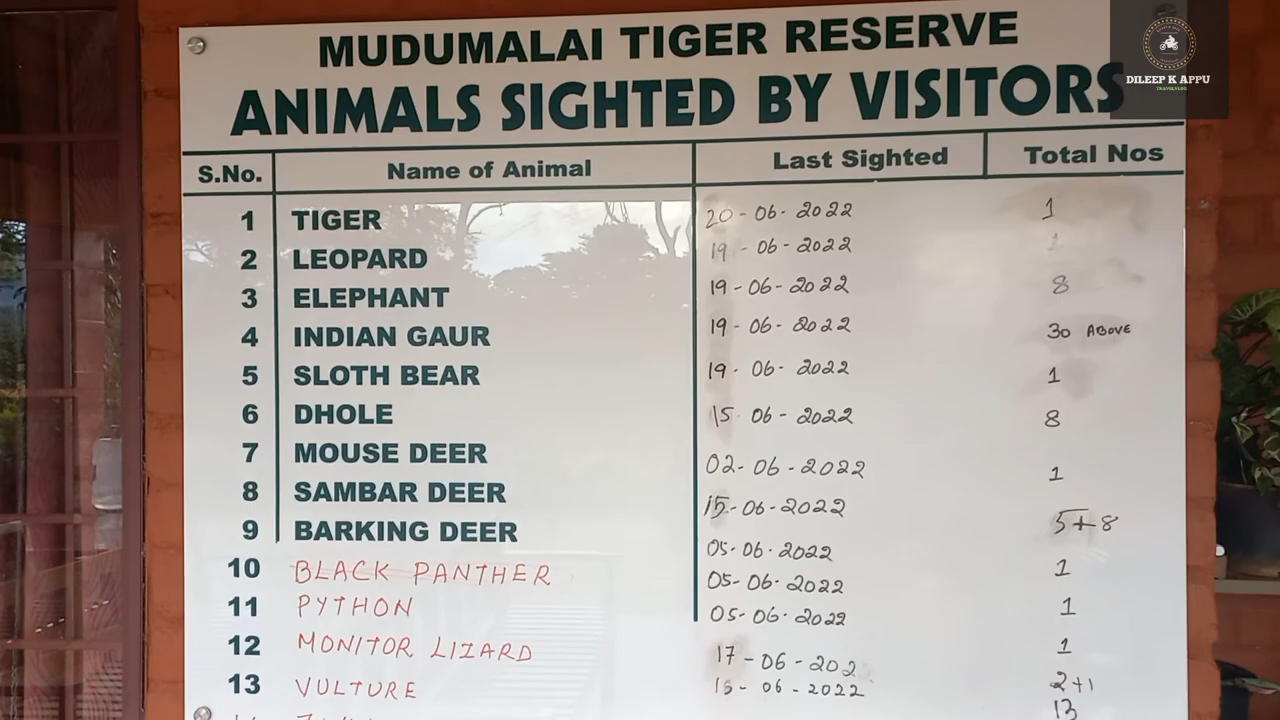 MUDUMALAI TIGER RESERVE
ANIMALS SIGHTED BY VISITORS
S.No. Name of Animal Last Sighted Total Nos
1 TIGER 20-06-2022 1
2 LEOPARD 19-06-2022 1
3 ELEPHANT 19-06-2022 8
4 INDIAN GAUR 19-06-2022 30 ABOVE
5 SLOTH BEAR 19-06-2022 1
6 DHOLE 15-06-2022 8
7 MOUSE DEER 02-06-2022 1
8 SAMBAR DEER 15-06-2022 5+8
9 BARKING DEER 05-06-2022 1
10 BLACK PANTHER 05-06-2022 1
11 PYTHON 05-06-2022 1
12 MONITOR LIZARD 17-06-202 2+1
13 VULTURE 15-06-2022 13
DILEEP K APPU
TRAVELVLOG